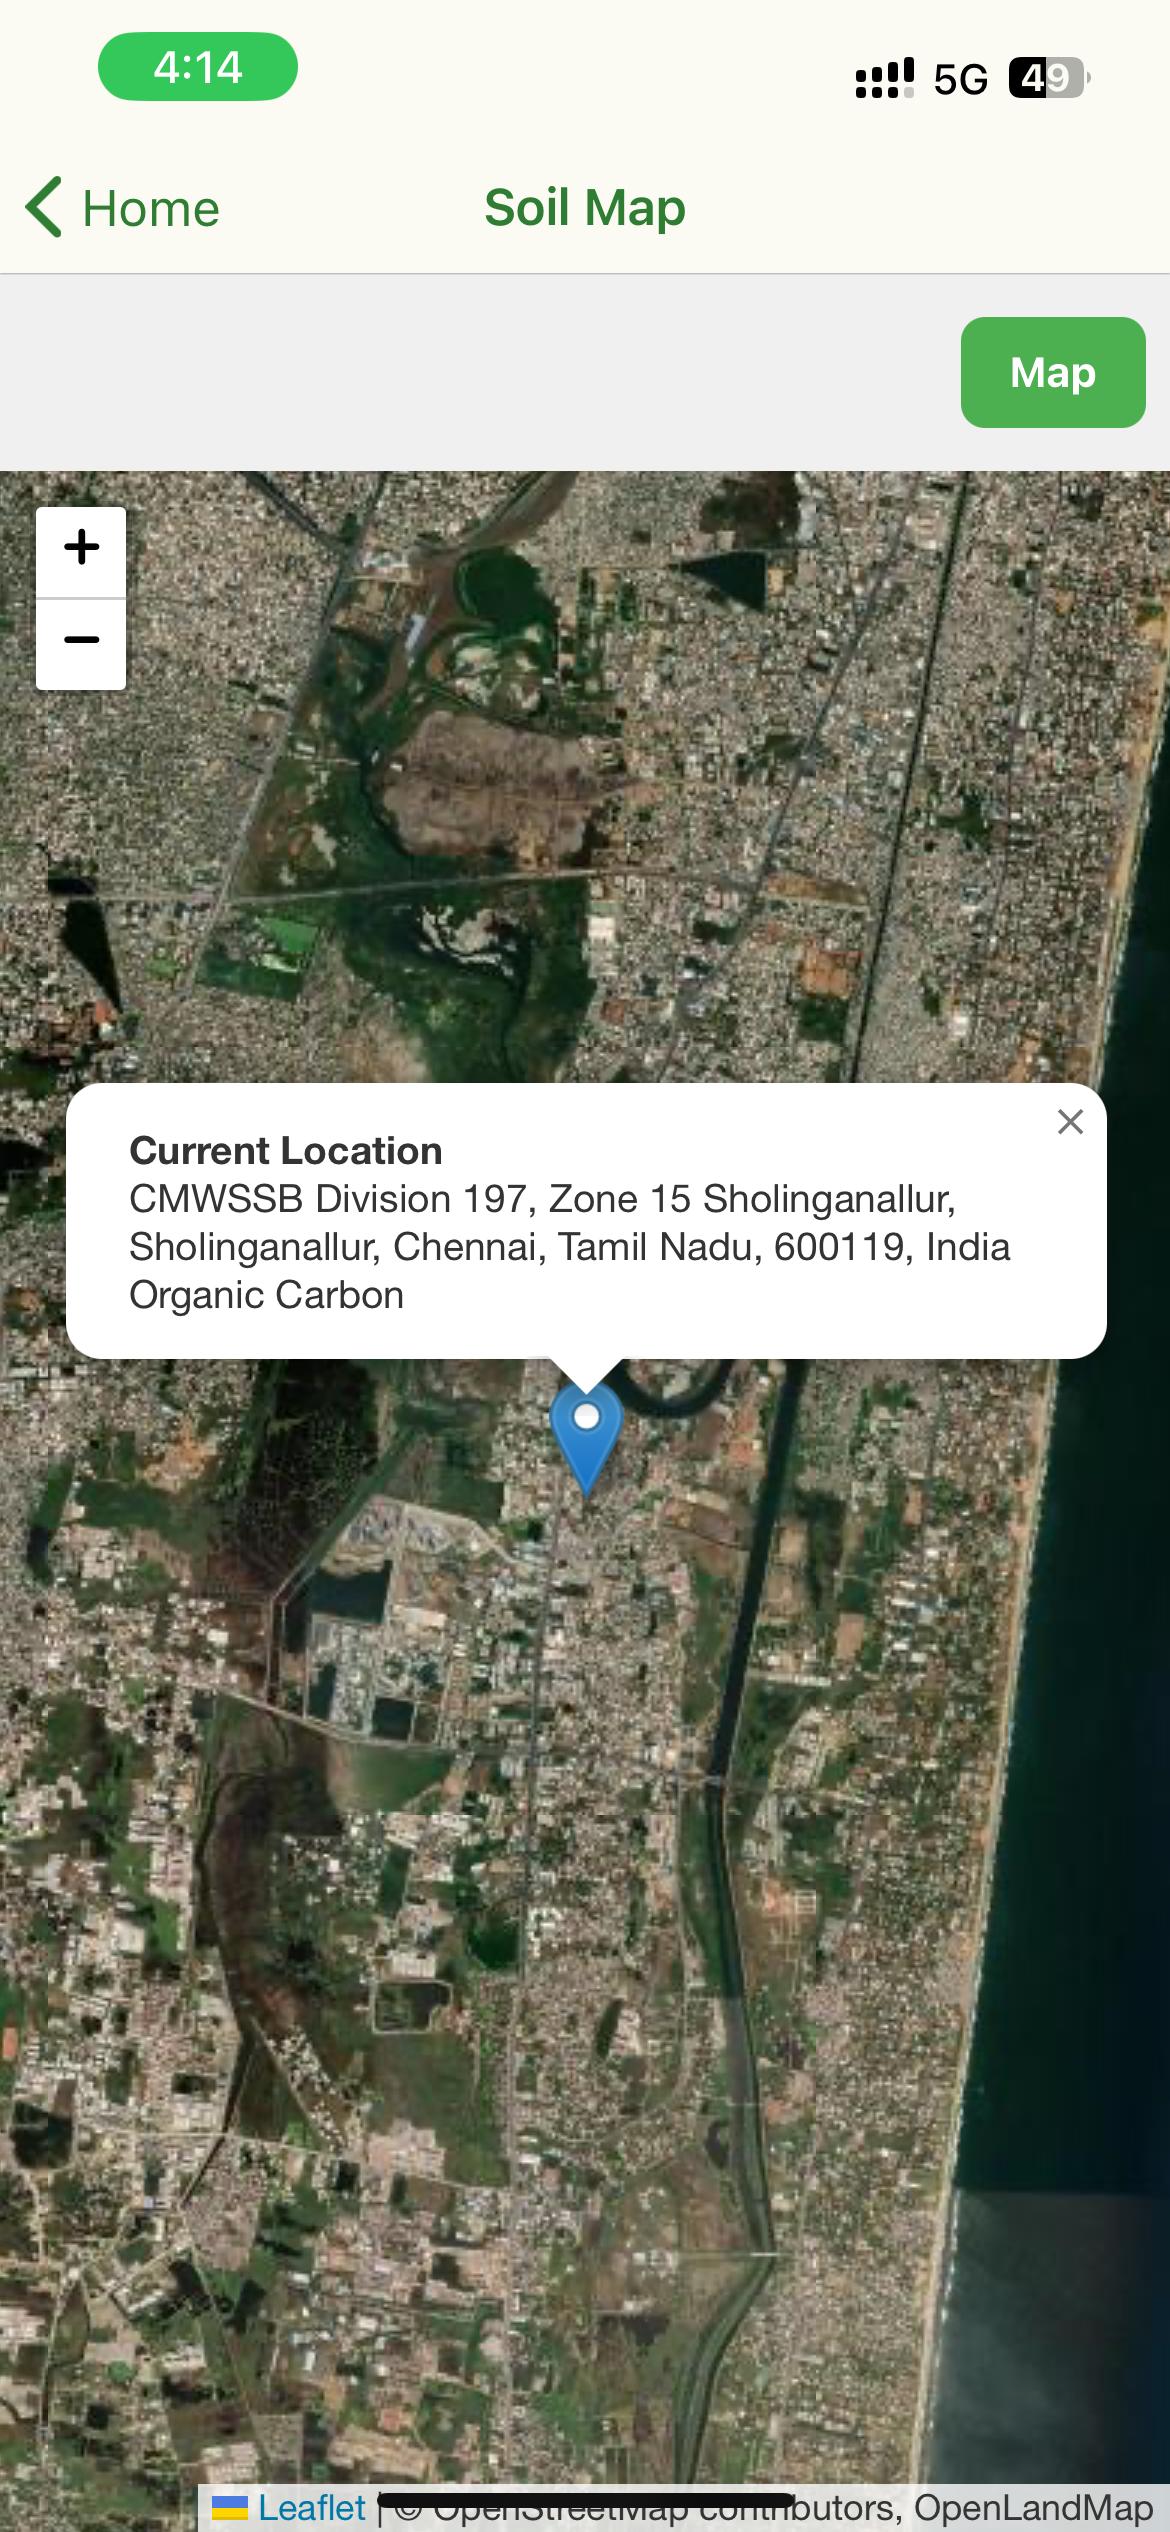 4:14
5G 49
Home
Soil Map
Map
+
−
Current Location
CMWSSB Division 197, Zone 15 Sholinganallur,
Sholinganallur, Chennai, Tamil Nadu, 600119, India
Organic Carbon
Leaflet | © OpenStreetMap contributors, OpenLandMap